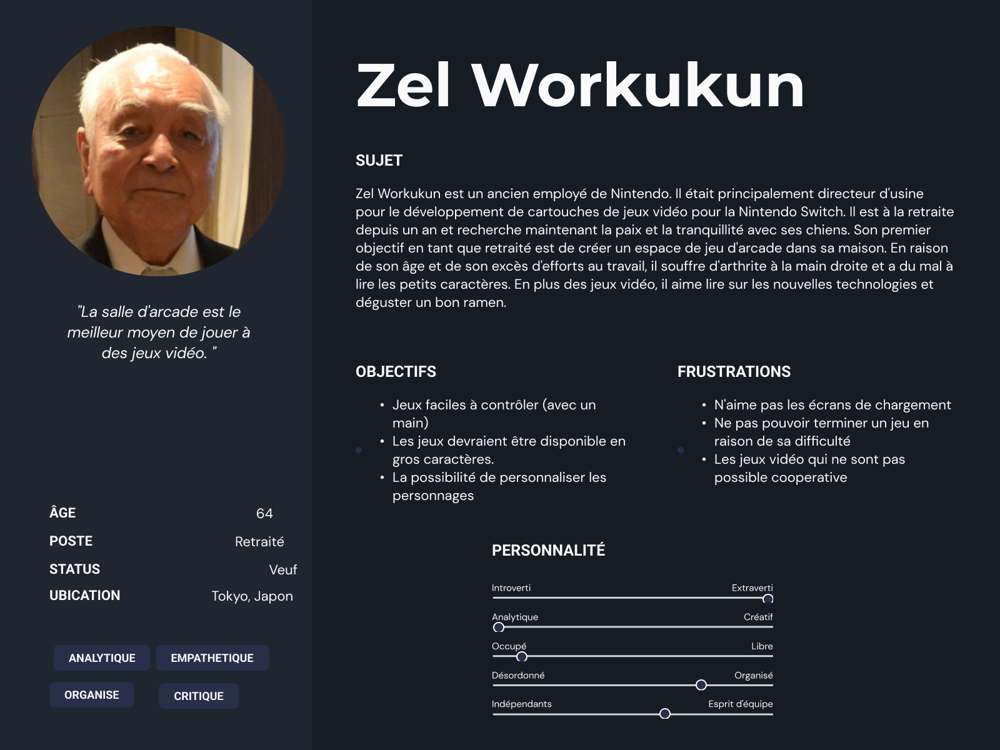 Zel Workukun
"La salle d'arcade est le
meilleur moyen de jouer à
des jeux vidéo. "
ÂGE 64
POSTE Retraité
STATUS Veuf
UBICATION Tokyo, Japon
ANALYTIQUE EMPATHETIQUE
ORGANISE CRITIQUE
SUJET
Zel Workukun est un ancien employé de Nintendo. Il était principalement directeur d'usine
pour le développement de cartouches de jeux vidéo pour la Nintendo Switch. Il est à la retraite
depuis un an et recherche maintenant la paix et la tranquillité avec ses chiens. Son premier
objectif en tant que retraité est de créer un espace de jeu d'arcade dans sa maison. En raison
de son âge et de son excès d'efforts au travail, il souffre d'arthrite à la main droite et a du mal à
lire les petits caractères. En plus des jeux vidéo, il aime lire sur les nouvelles technologies et
déguster un bon ramen.
OBJECTIFS
• Jeux faciles à contrôler (avec un
main)
• Les jeux devraient être disponible en
gros caractères.
• La possibilité de personnaliser les
personnages
FRUSTRATIONS
• N'aime pas les écrans de chargement
• Ne pas pouvoir terminer un jeu en
raison de sa difficulté
• Les jeux vidéo qui ne sont pas
possible cooperative
PERSONNALITÉ
Introverti Extraverti
Analytique Créatif
Occupé Libre
Désordonné Organisé
Indépendants Esprit d'équipe